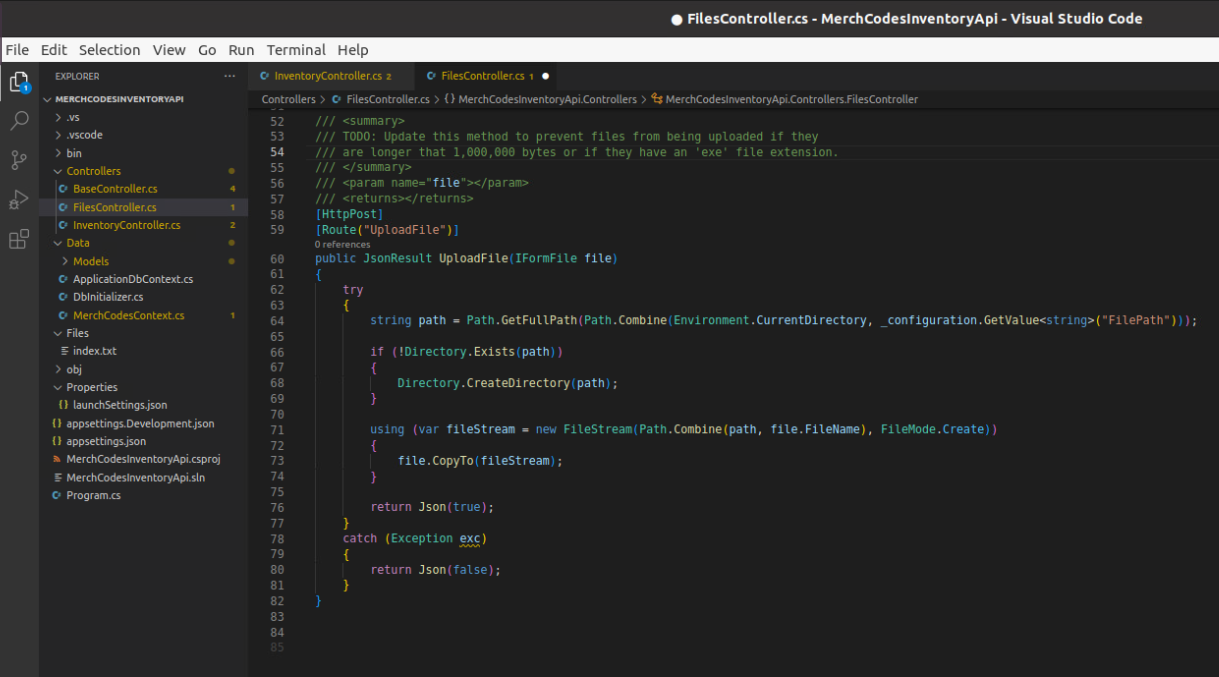 FilesController.cs - MerchCodesInventoryApi - Visual Studio Code
File Edit Selection View Go Run Terminal Help
1
EXPLORER
MERCHCODESINVENTORYAPI
.vs
.vscode
bin
Controllers
BaseController.cs 4
FilesController.cs 1
InventoryController.cs 2
Data
Models
ApplicationDbContext.cs
DbInitializer.cs
MerchCodesContext.cs 1
Files
index.txt
obj
Properties
launchSettings.json
appsettings.Development.json
appsettings.json
MerchCodesInventoryApi.csproj
MerchCodesInventoryApi.sln
Program.cs
InventoryController.cs 2 FilesController.cs 1
Controllers > FilesController.cs > {} MerchCodesInventoryApi.Controllers > MerchCodesInventoryApi.Controllers.FilesController
52 /// <summary>
53 /// TODO: Update this method to prevent files from being uploaded if they
54 /// are longer that 1,000,000 bytes or if they have an 'exe' file extension.
55 /// </summary>
56 /// <param name="file"></param>
57 /// <returns></returns>
58 [HttpPost]
59 [Route("UploadFile")]
0 references
60 public JsonResult UploadFile(IFormFile file)
61 {
62 try
63 {
64 string path = Path.GetFullPath(Path.Combine(Environment.CurrentDirectory, _configuration.GetValue<string>("FilePath")));
65
66 if (!Directory.Exists(path))
67 {
68 Directory.CreateDirectory(path);
69 }
70
71 using (var fileStream = new FileStream(Path.Combine(path, file.FileName), FileMode.Create))
72 {
73 file.CopyTo(fileStream);
74 }
75
76 return Json(true);
77 }
78 catch (Exception exc)
79 {
80 return Json(false);
81 }
82 }
83
84
85